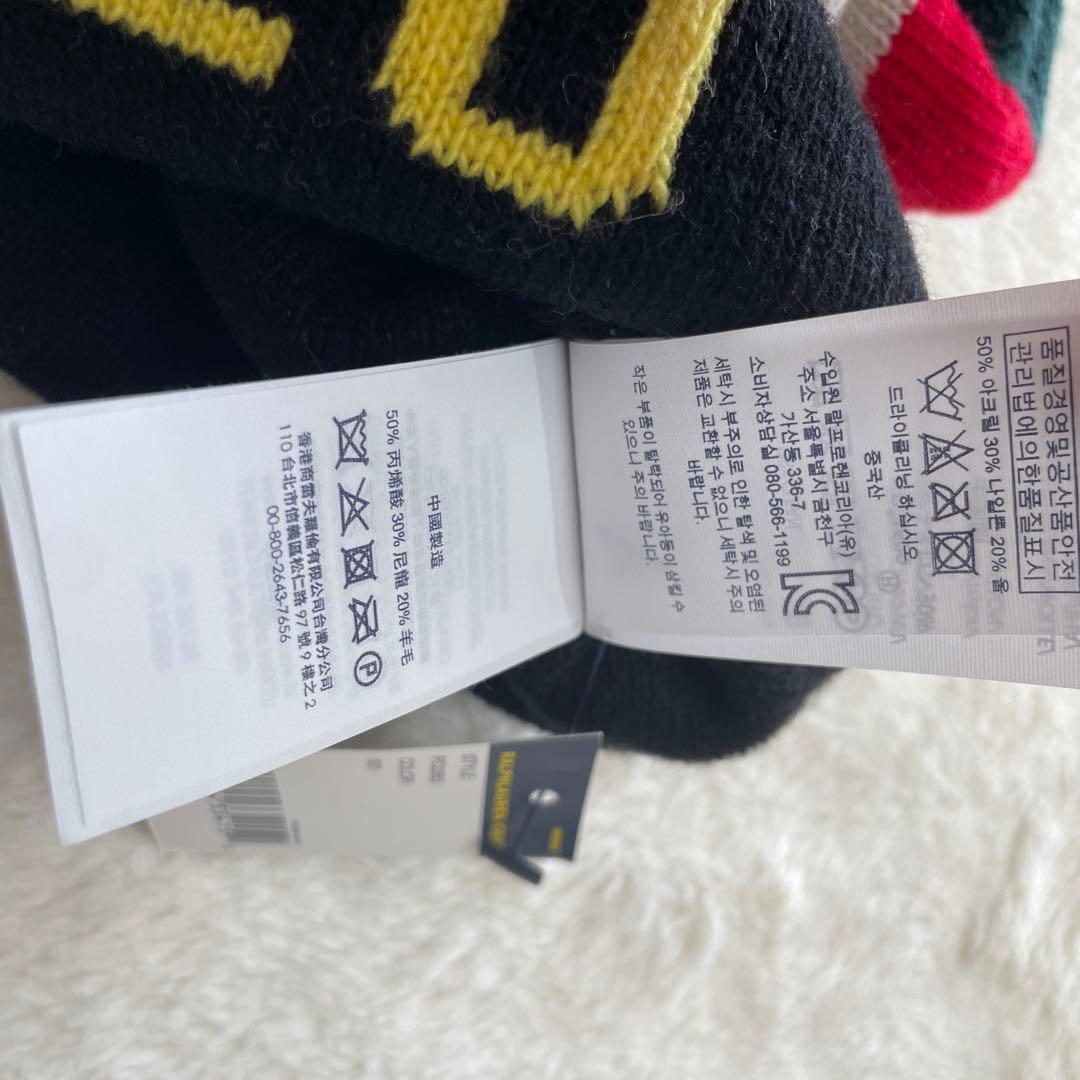 中國製造
50% 丙烯酸 30% 尼龍 20% 羊毛
P
香港商雷夫羅倫有限公司台灣分公司
110 台北市信義區松仁路 97 號 9 樓之 2
00-800-2643-7656
품질경영및공산품안전
관리법에의한품질표시
50% 아크릴 30% 나일론 20% 울
드라이클리닝 하십시오
중국산
수입원 랄프로렌코리아(유)
주소 서울특별시 금천구
가산동 336-7
소비자상담실 080-566-1199
세탁시 부주의로 인한 탈색 및 오염된
제품은 교환할 수 없으니 세탁시 주의
바랍니다.
작은 부품이 탈락되어 유아동이 삼킬 수
있으니 주의 바랍니다.
RALPH LAUREN
STYLE
COLOR